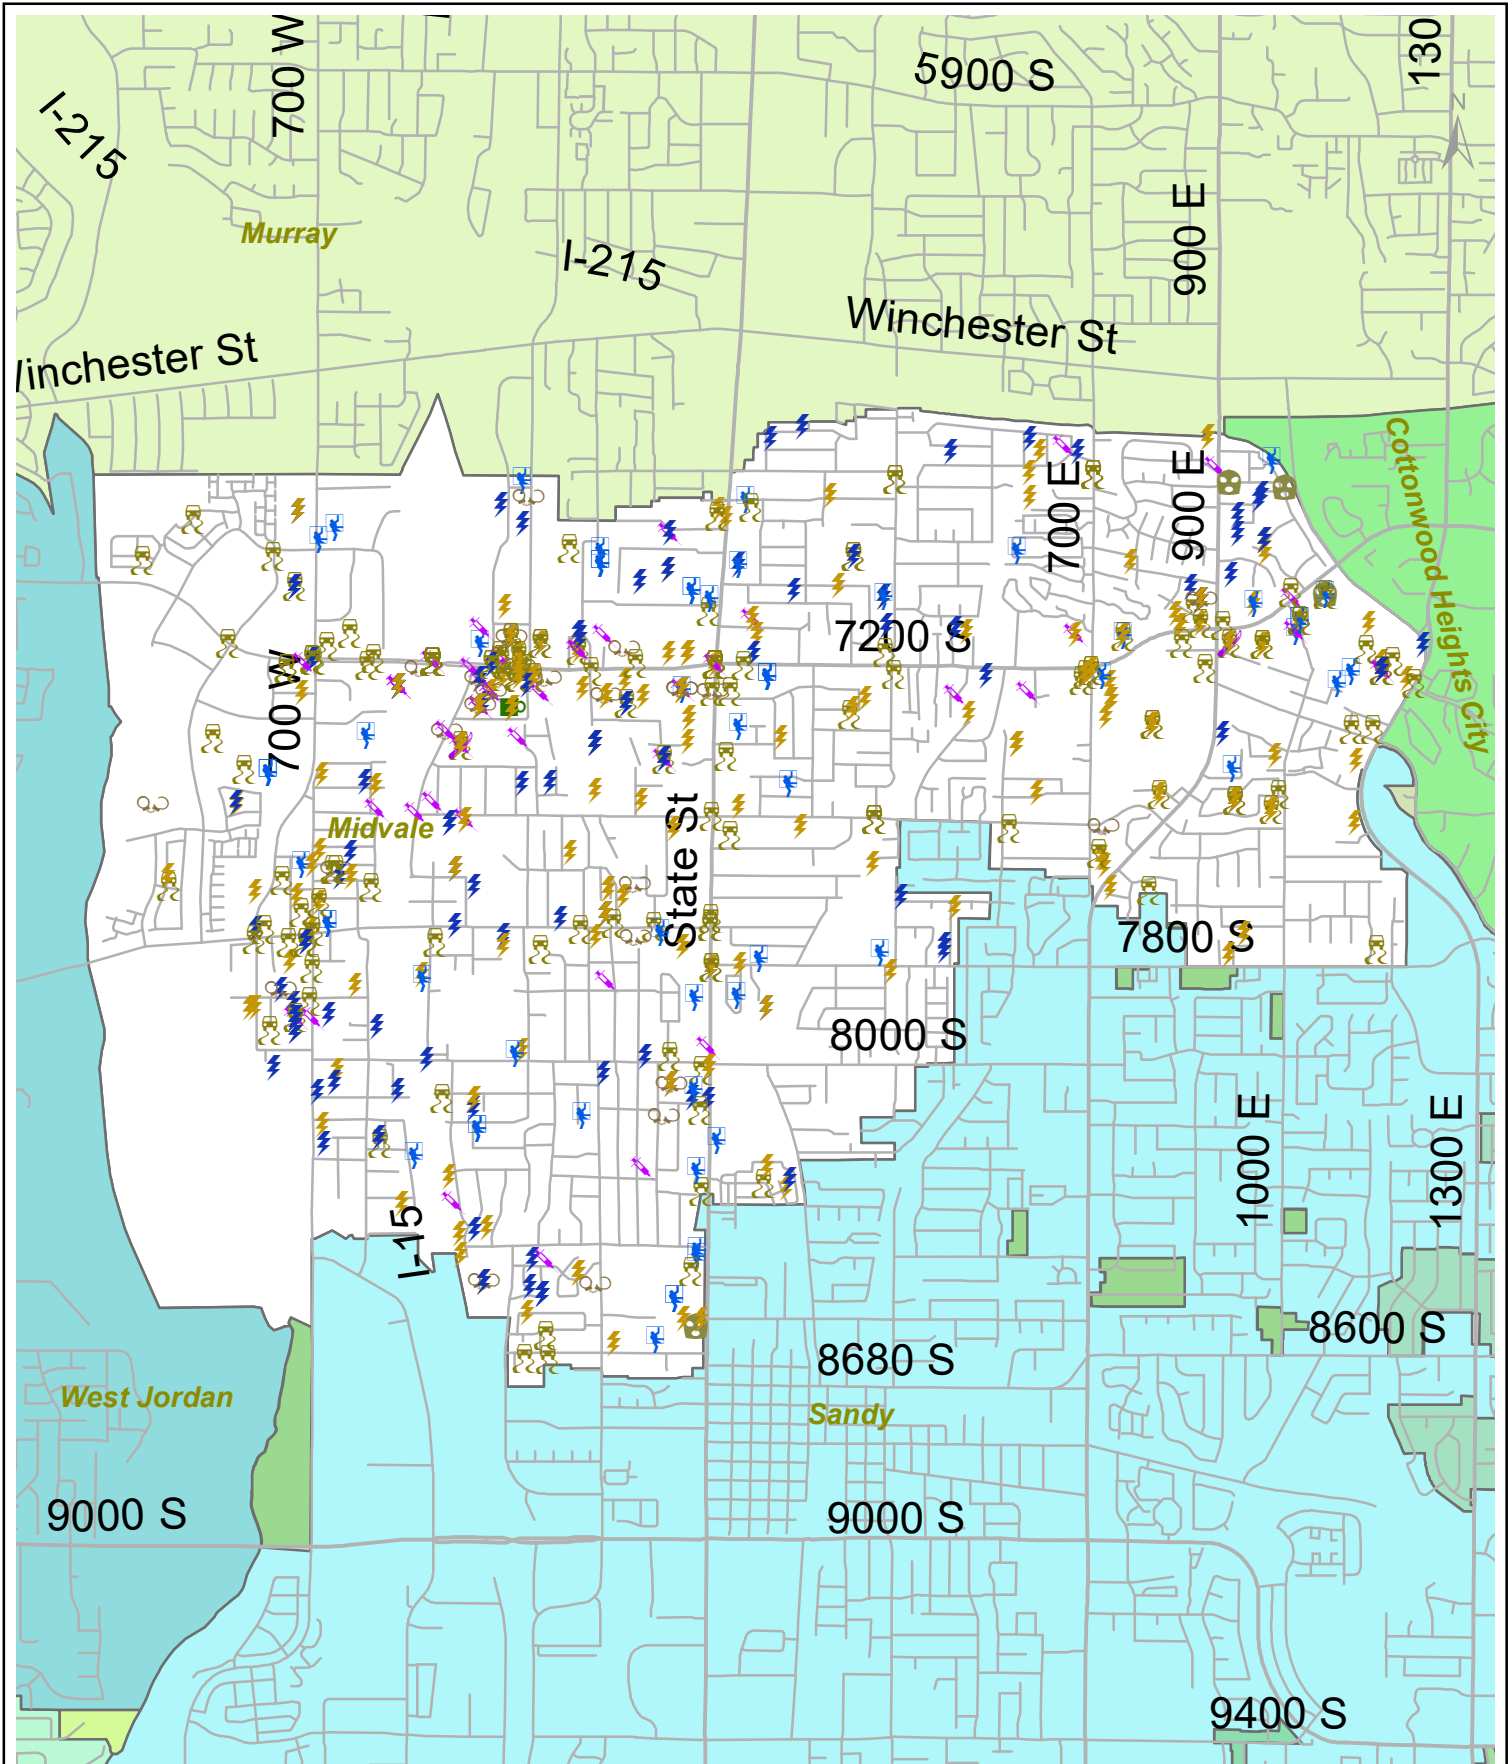 700 W
5900 S
130
N
I-215
900 E
Murray
I-215
Winchester St
/inchester St
Cottonwood Heights City
700 E
900 E
7200 S
700 W
Midvale
State St
7800 S
8000 S
1000 E
1300 E
I-15
8600 S
8680 S
West Jordan
Sandy
9000 S
9000 S
9400 S